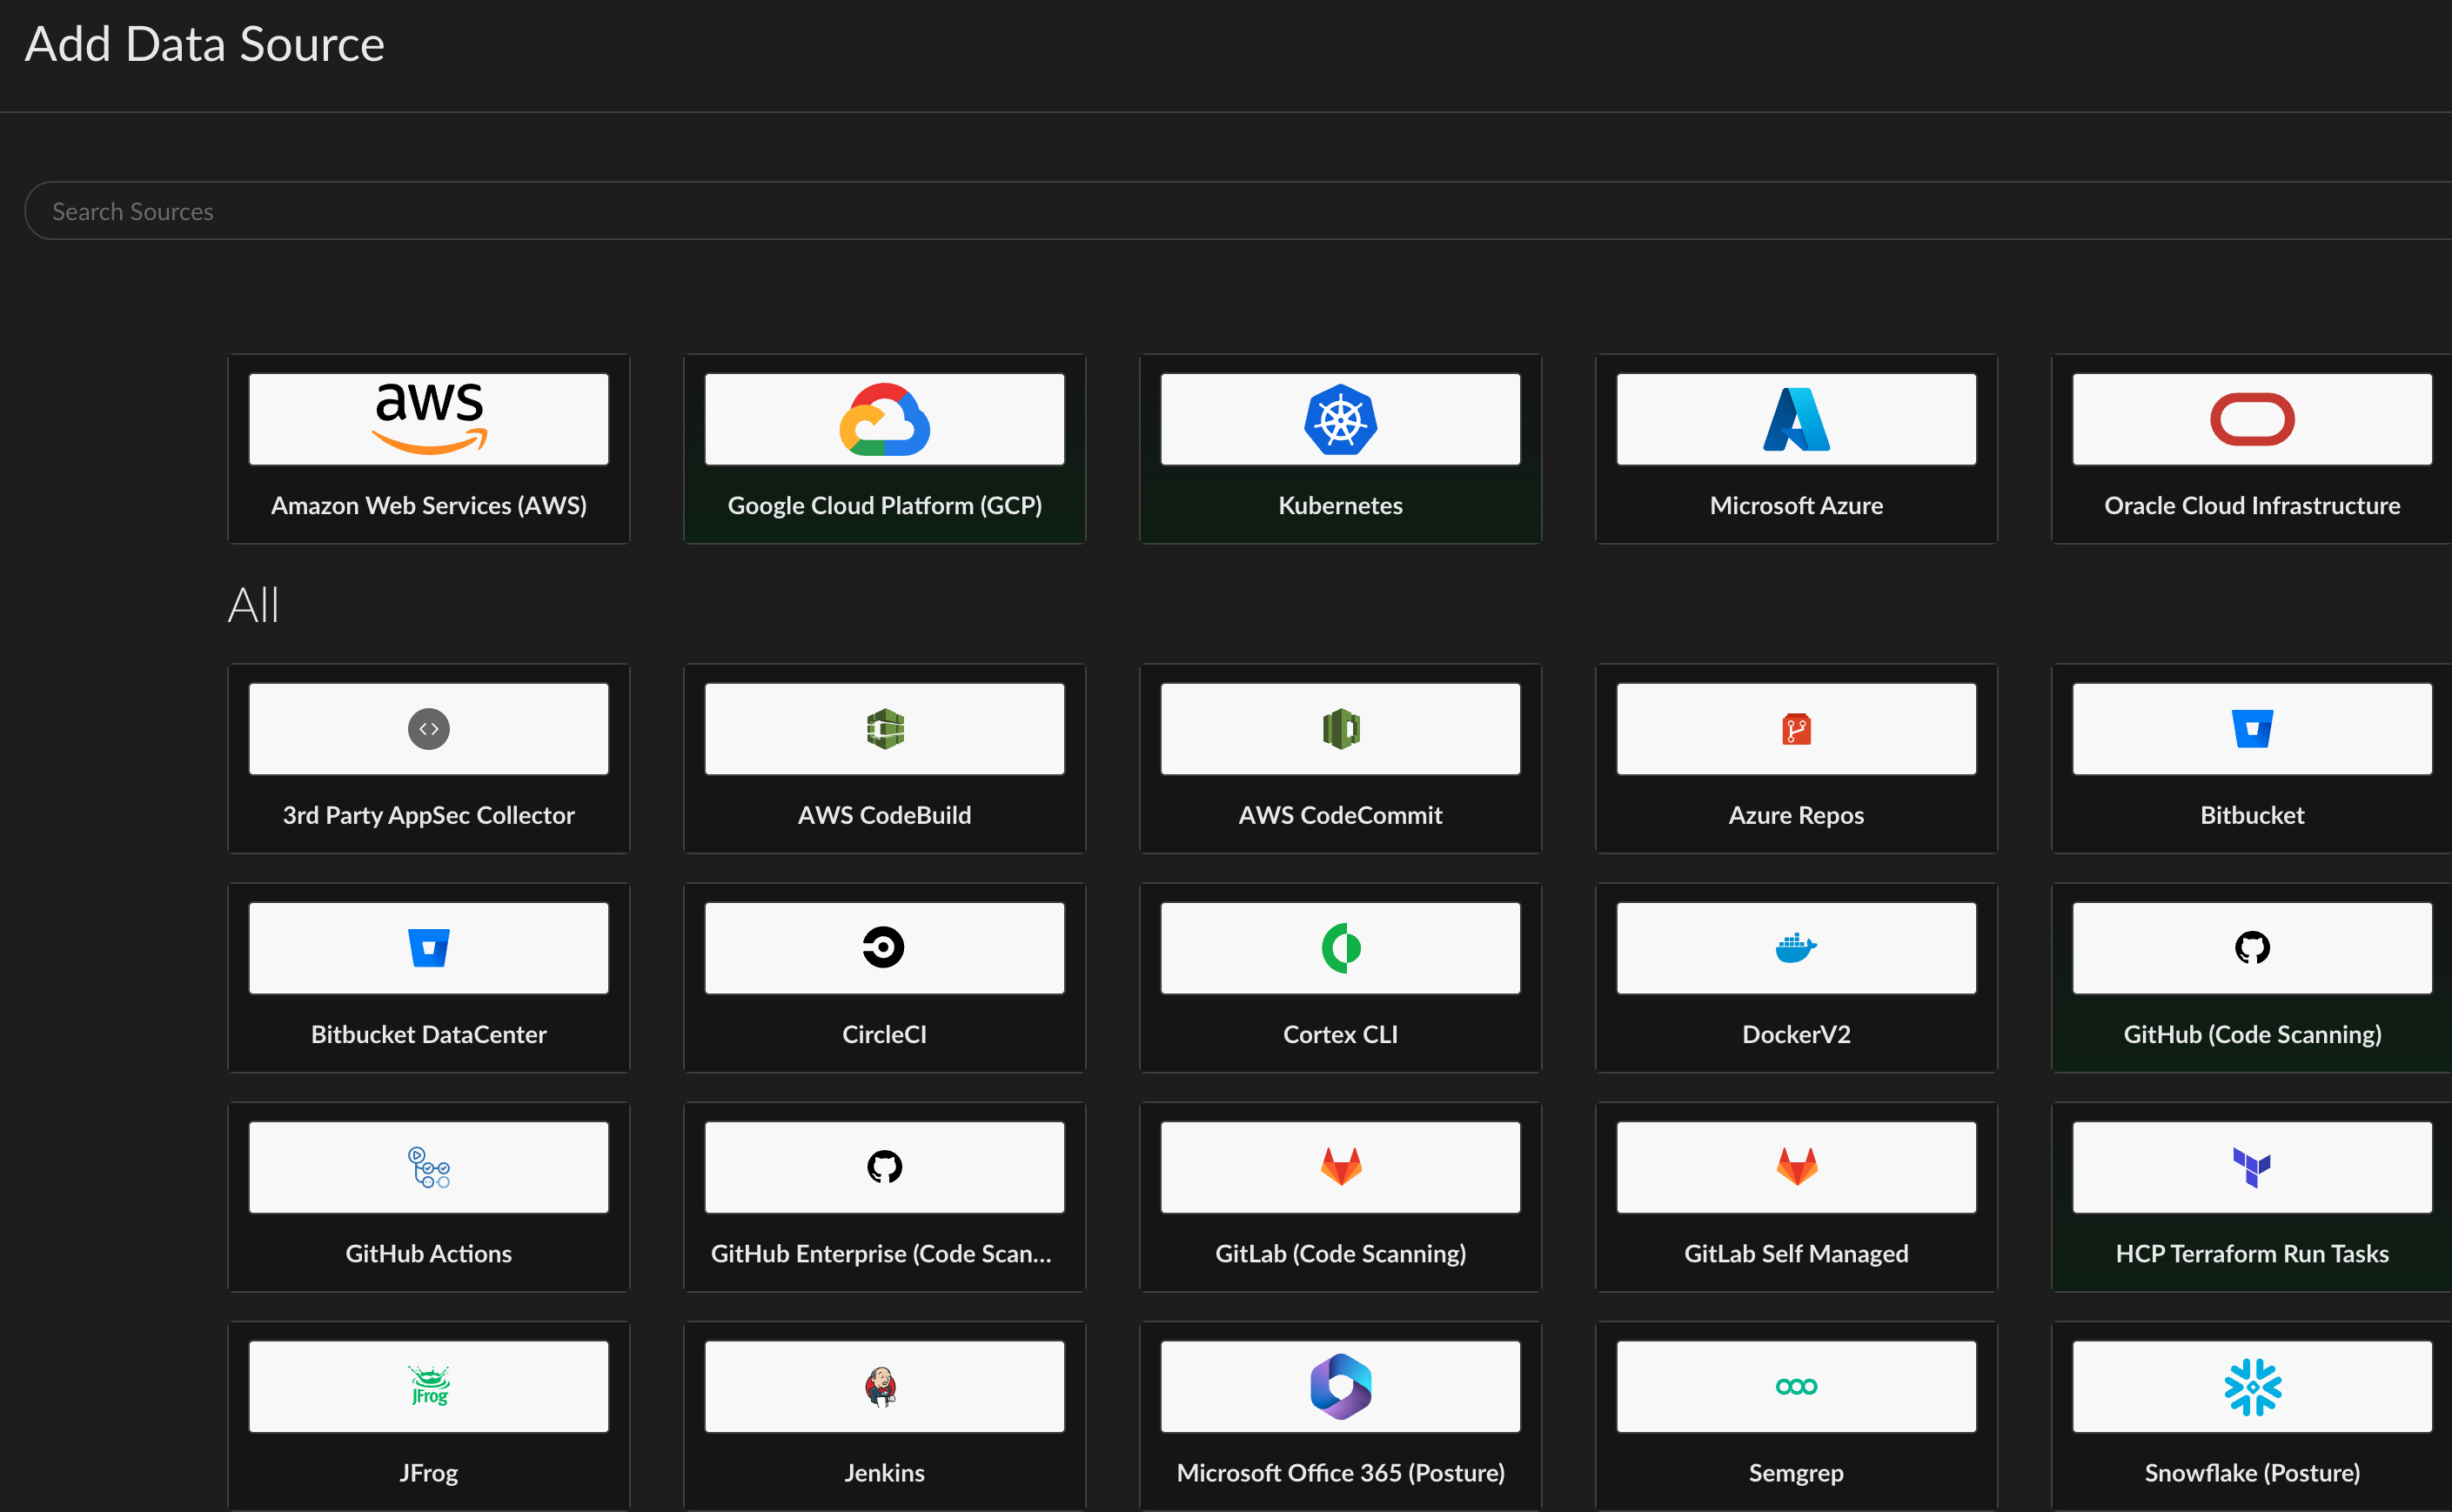 Add Data Source
Search Sources
aws
Amazon Web Services (AWS)
Google Cloud Platform (GCP)
Kubernetes
Microsoft Azure
Oracle Cloud Infrastructure
All
3rd Party AppSec Collector
AWS CodeBuild
AWS CodeCommit
Azure Repos
Bitbucket
Bitbucket DataCenter
CircleCI
Cortex CLI
DockerV2
GitHub (Code Scanning)
GitHub Actions
GitHub Enterprise (Code Scan...
GitLab (Code Scanning)
GitLab Self Managed
HCP Terraform Run Tasks
JFrog
JFrog
Jenkins
Microsoft Office 365 (Posture)
Semgrep
Snowflake (Posture)